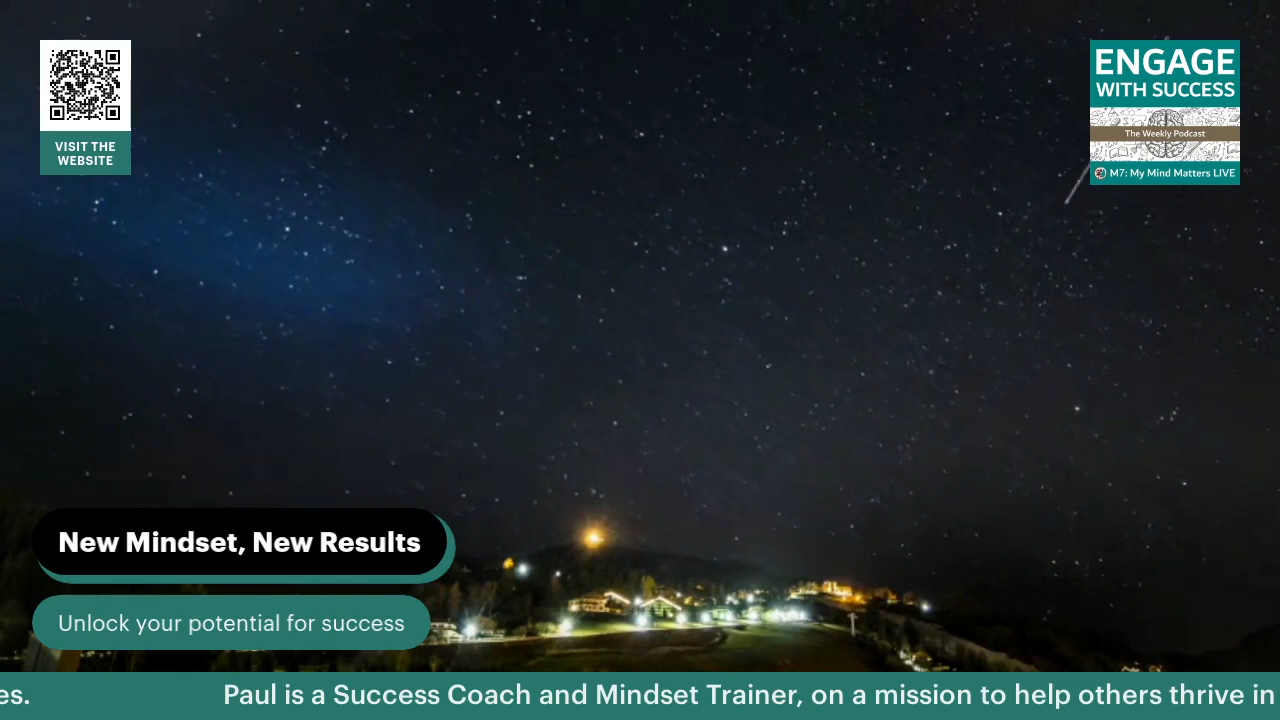 VISIT THE
WEBSITE
ENGAGE
WITH SUCCESS
The Weekly Podcast
M7: My Mind Matters LIVE
New Mindset, New Results
Unlock your potential for success
es. Paul is a Success Coach and Mindset Trainer, on a mission to help others thrive in